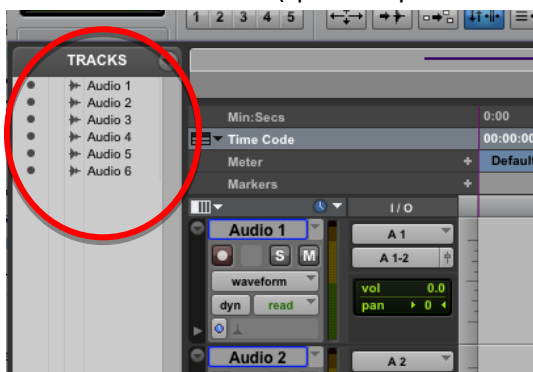 1 2 3 4 5
TRACKS
Audio 1
Audio 2
Audio 3
Audio 4
Audio 5
Audio 6
Min:Secs
0:00
Time Code
00:00:00
Meter
Default
Markers
I / O
Audio 1
A 1
S M
A 1-2
waveform
vol 0.0
dyn read
pan 0
Audio 2
A 2